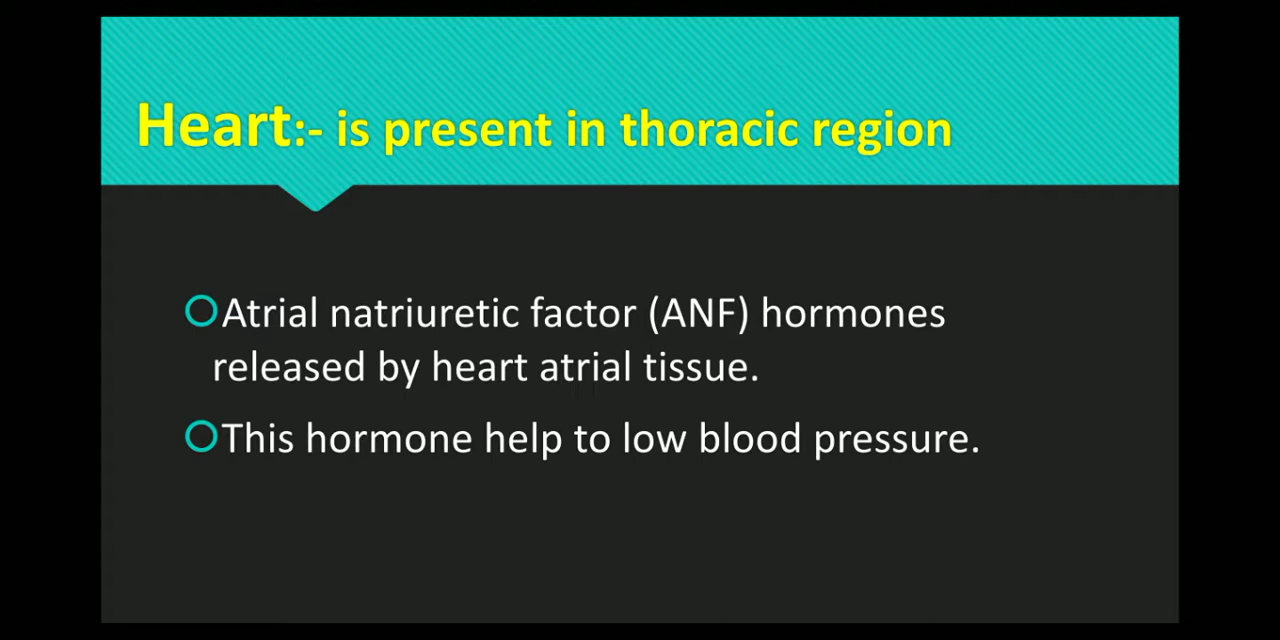 Heart:- is present in thoracic region
Atrial natriuretic factor (ANF) hormones
released by heart atrial tissue.
This hormone help to low blood pressure.